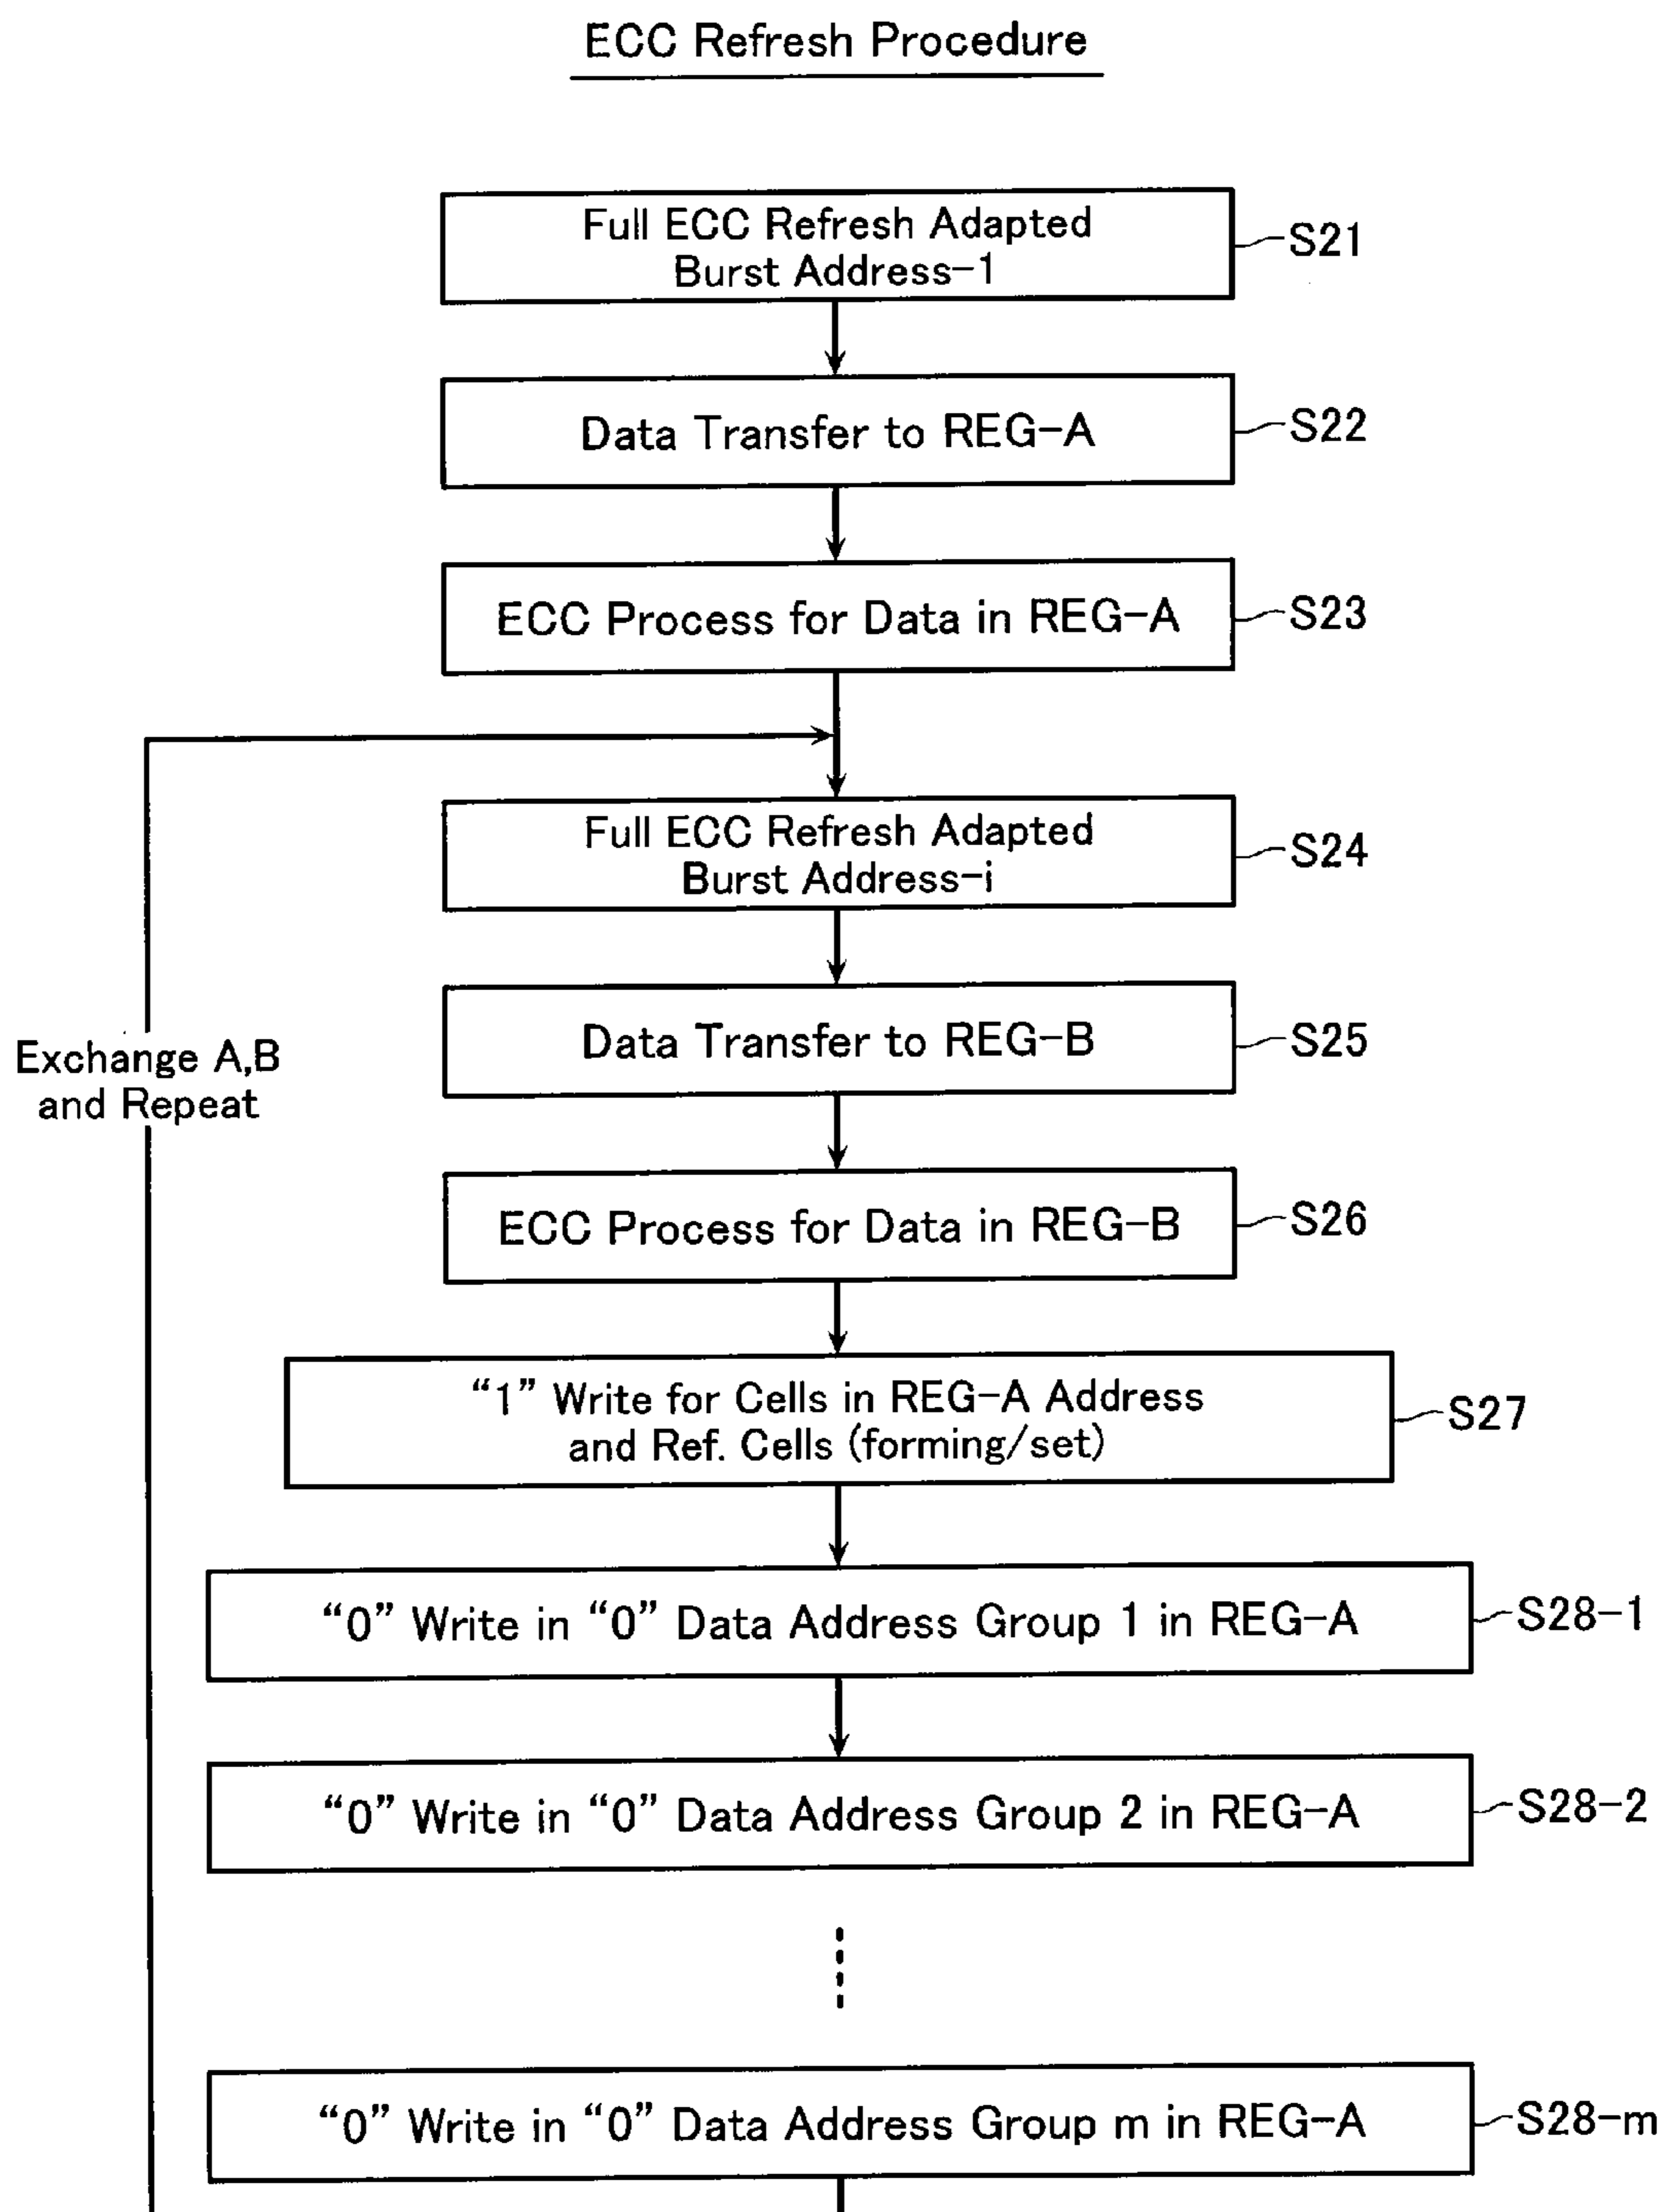 ECC Refresh Procedure
Full ECC Refresh Adapted
Burst Address-1
S21
Data Transfer to REG-A
S22
ECC Process for Data in REG-A
S23
Full ECC Refresh Adapted
Burst Address-i
S24
Data Transfer to REG-B
S25
Exchange A,B
and Repeat
ECC Process for Data in REG-B
S26
“1” Write for Cells in REG-A Address
and Ref. Cells (forming/set)
S27
“0” Write in “0” Data Address Group 1 in REG-A
S28-1
“0” Write in “0” Data Address Group 2 in REG-A
S28-2
“0” Write in “0” Data Address Group m in REG-A
S28-m